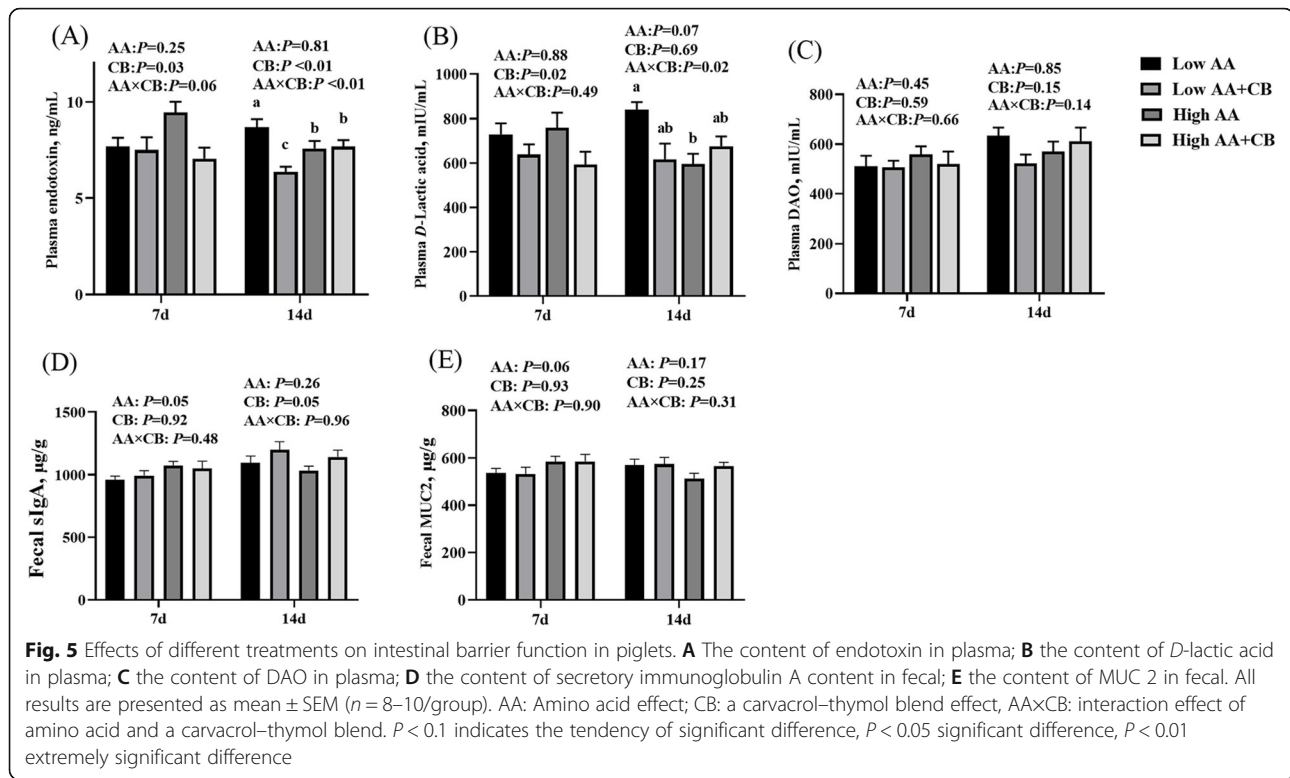 (A)
AA:P=0.25
CB:P=0.03
AA×CB:P=0.06
AA:P=0.81
CB:P <0.01
AA×CB:P <0.01
a
c
b
b
Plasma endotoxin, ng/mL
10
5
0
7d
14d
(B)
AA:P=0.88
CB:P=0.02
AA×CB:P=0.49
AA:P=0.07
CB:P=0.69
AA×CB:P=0.02
a
ab
b
ab
Plasma D-Lactic acid, mIU/mL
1000
800
600
400
200
0
7d
14d
(C)
AA:P=0.45
CB:P=0.59
AA×CB:P=0.66
AA:P=0.85
CB:P=0.15
AA×CB:P=0.14
Plasma DAO, mIU/mL
800
600
400
200
0
7d
14d
Low AA
Low AA+CB
High AA
High AA+CB
(D)
AA: P=0.05
CB: P=0.92
AA×CB: P=0.48
AA: P=0.26
CB: P=0.05
AA×CB: P=0.96
Fecal sIgA, µg/g
1500
1000
500
0
7d
14d
(E)
AA: P=0.06
CB: P=0.93
AA×CB: P=0.90
AA: P=0.17
CB: P=0.25
AA×CB: P=0.31
Fecal MUC2, µg/g
800
600
400
200
0
7d
14d
Fig. 5 Effects of different treatments on intestinal barrier function in piglets. A The content of endotoxin in plasma; B the content of D-lactic acid
in plasma; C the content of DAO in plasma; D the content of secretory immunoglobulin A content in fecal; E the content of MUC 2 in fecal. All
results are presented as mean ± SEM (n = 8–10/group). AA: Amino acid effect; CB: a carvacrol–thymol blend effect, AA×CB: interaction effect of
amino acid and a carvacrol–thymol blend. P < 0.1 indicates the tendency of significant difference, P < 0.05 significant difference, P < 0.01
extremely significant difference